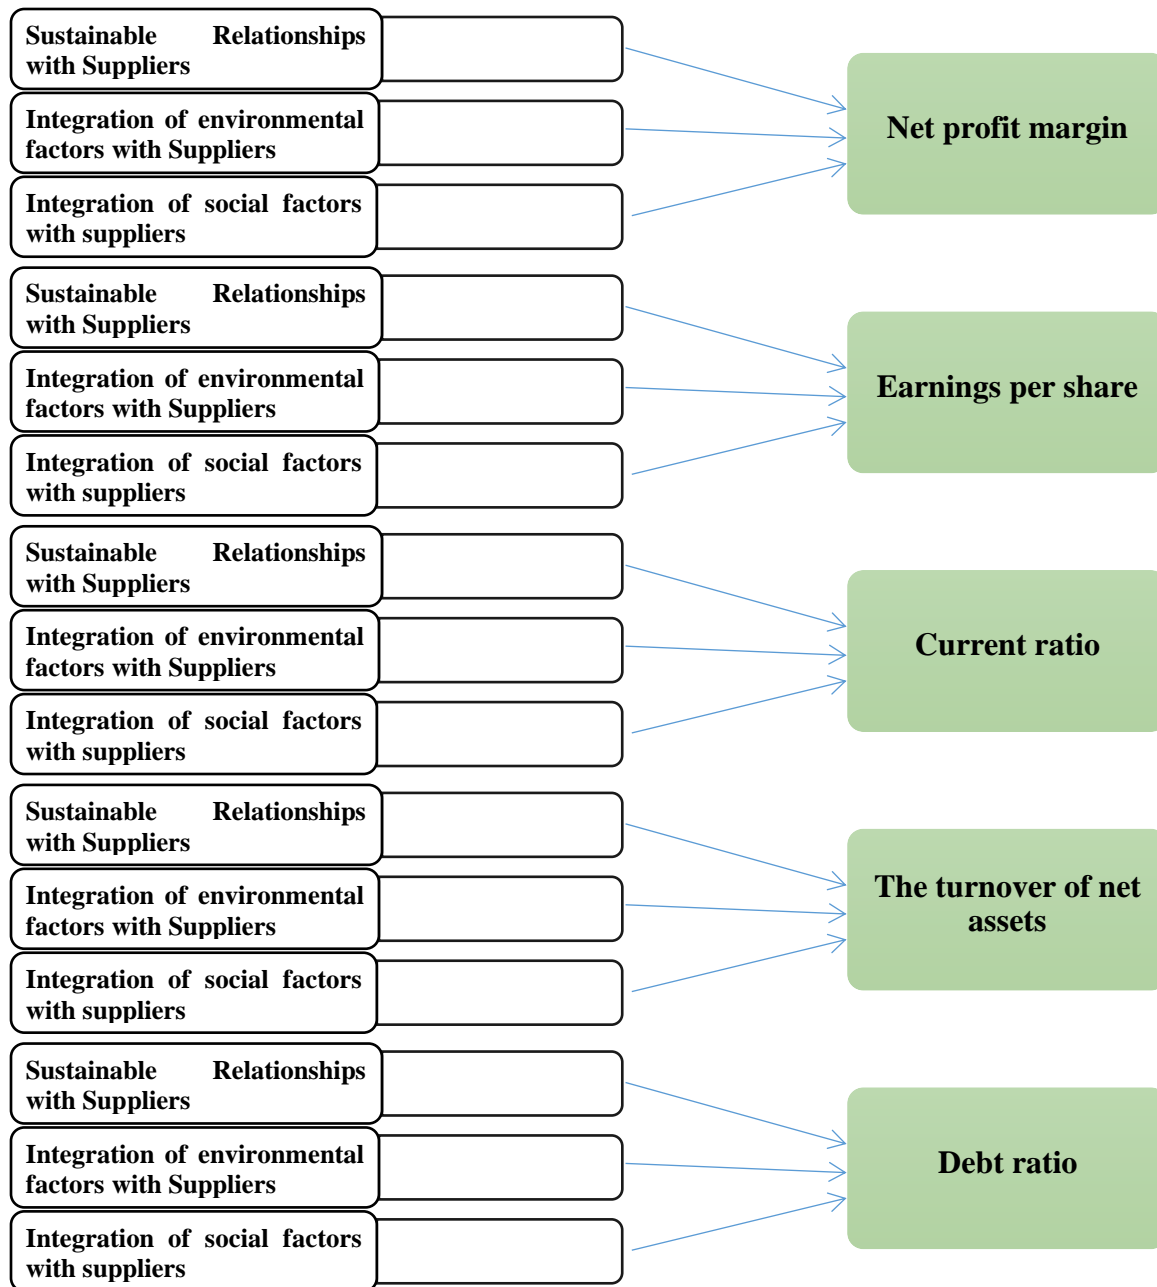 Sustainable Relationships
with Suppliers
Integration of environmental
factors with Suppliers
Integration of social factors
with suppliers
Net profit margin
Sustainable Relationships
with Suppliers
Integration of environmental
factors with Suppliers
Integration of social factors
with suppliers
Earnings per share
Sustainable Relationships
with Suppliers
Integration of environmental
factors with Suppliers
Integration of social factors
with suppliers
Current ratio
Sustainable Relationships
with Suppliers
Integration of environmental
factors with Suppliers
Integration of social factors
with suppliers
The turnover of net
assets
Sustainable Relationships
with Suppliers
Integration of environmental
factors with Suppliers
Integration of social factors
with suppliers
Debt ratio